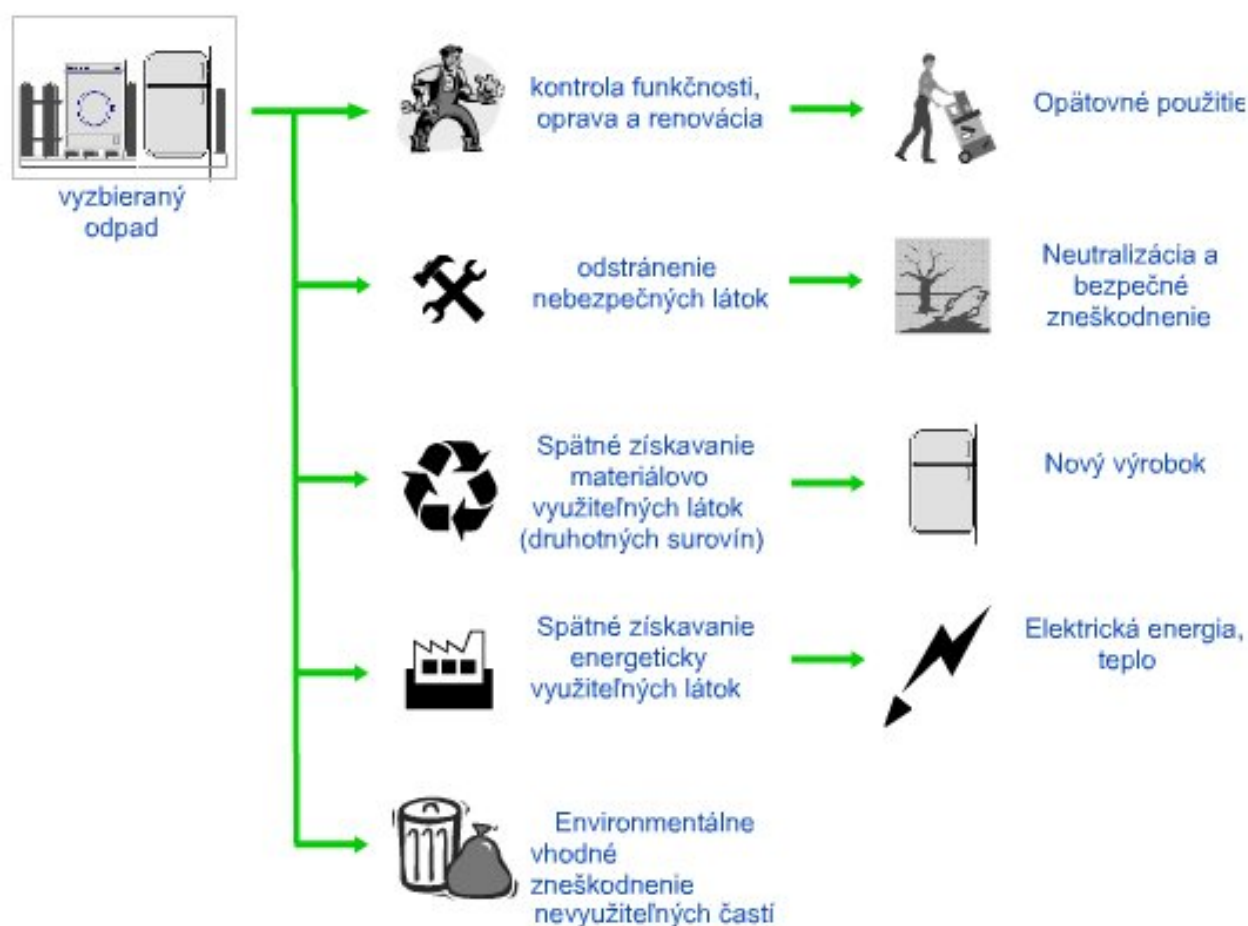 vyzbieraný
odpad
kontrola funkčnosti,
oprava a renovácia
Opätovné použitie
odstránenie
nebezpečných látok
Neutralizácia a
bezpečné
zneškodnenie
Spätné získavanie
materiálovo
využiteľných látok
(druhotných surovín)
Nový výrobok
Spätné získavanie
energeticky
využiteľných látok
Elektrická energia,
teplo
Environmentálne
vhodné
zneškodnenie
nevyužiteľných častí